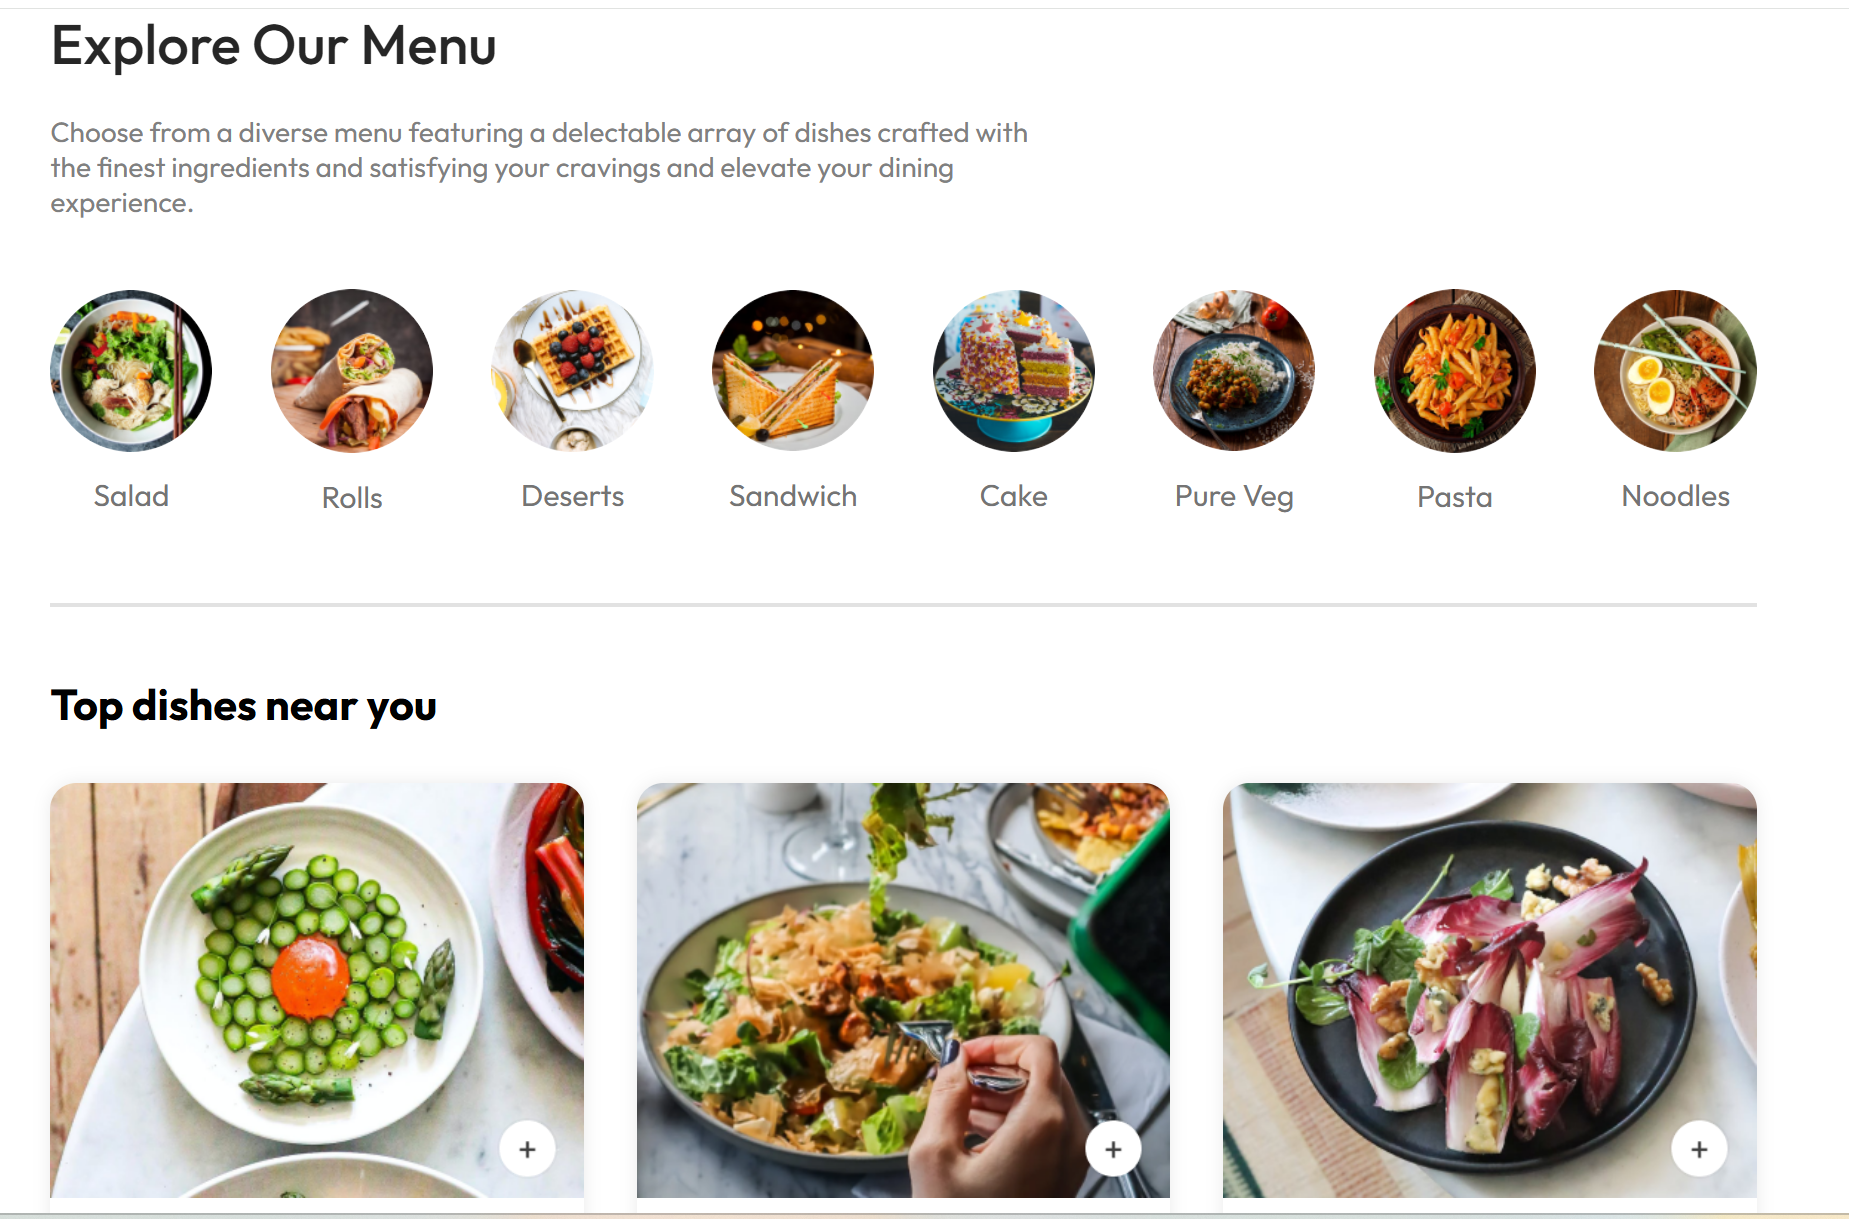 Explore Our Menu
Choose from a diverse menu featuring a delectable array of dishes crafted with
the finest ingredients and satisfying your cravings and elevate your dining
experience.
Salad
Rolls
Deserts
Sandwich
Cake
Pure Veg
Pasta
Noodles
Top dishes near you
+
+
+